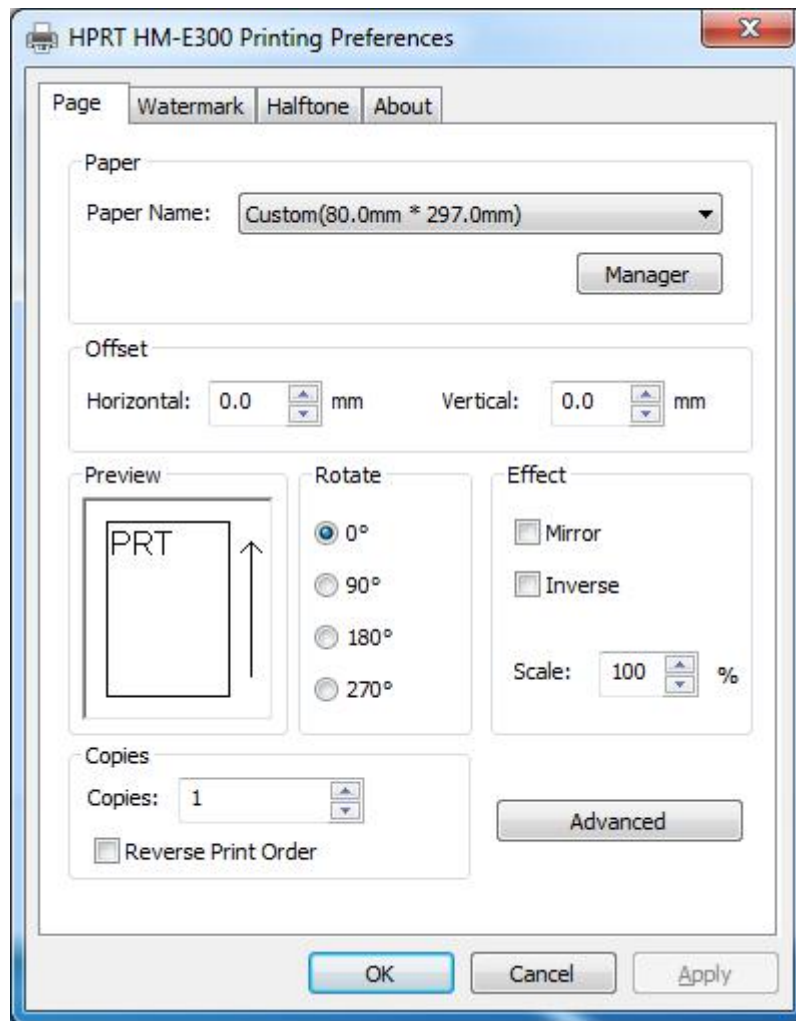 HPRT HM-E300 Printing Preferences
Page Watermark Halftone About
Paper
Paper Name: Custom(80.0mm * 297.0mm)
Manager
Offset
Horizontal: 0.0 mm Vertical: 0.0 mm
Preview
PRT
Rotate
0°
90°
180°
270°
Effect
Mirror
Inverse
Scale: 100 %
Copies
Copies: 1
Reverse Print Order
Advanced
OK Cancel Apply